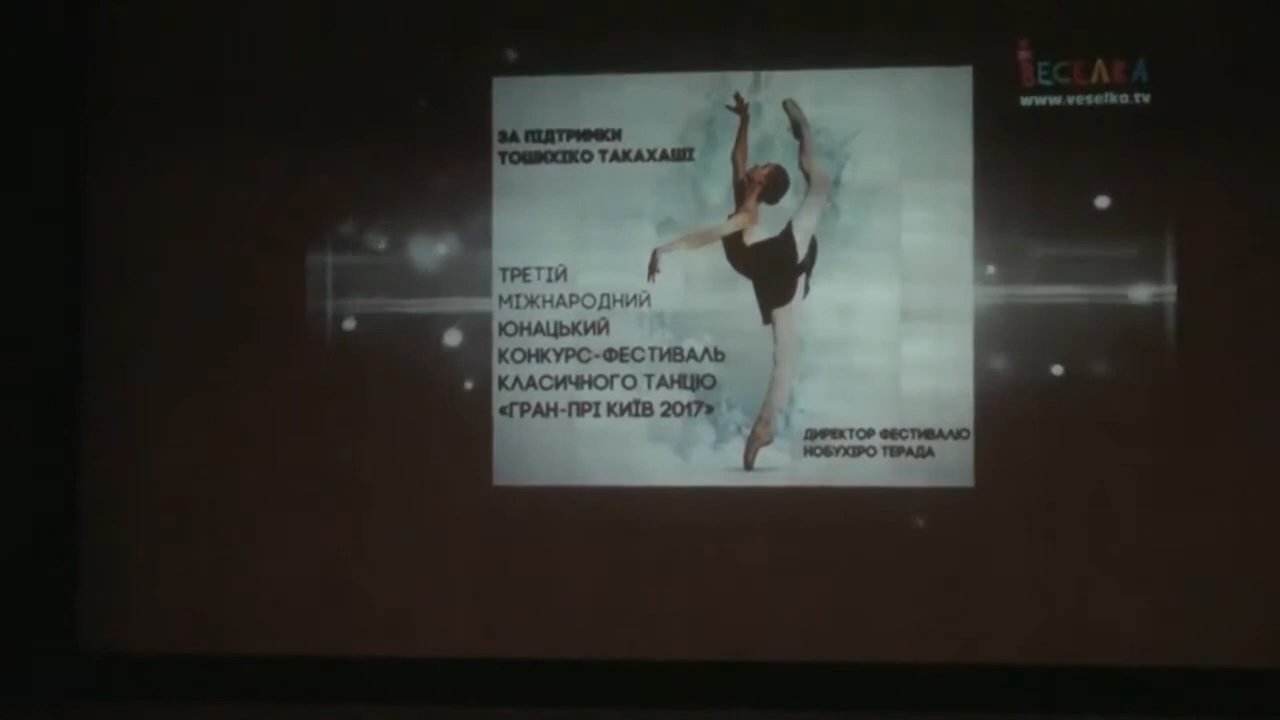 ЗА ПІДТРИМКИ
ТОШИХІКО ТАКАХАШІ
ТРЕТІЙ
МІЖНАРОДНИЙ
ЮНАЦЬКИЙ
КОНКУРС-ФЕСТИВАЛЬ
КЛАСИЧНОГО ТАНЦЮ
«ГРАН-ПРІ КИЇВ 2017»
ДИРЕКТОР ФЕСТИВАЛЮ
НОБУХІРО ТЕРАДА
ВЕСЕЛКА
www.veselka.tv